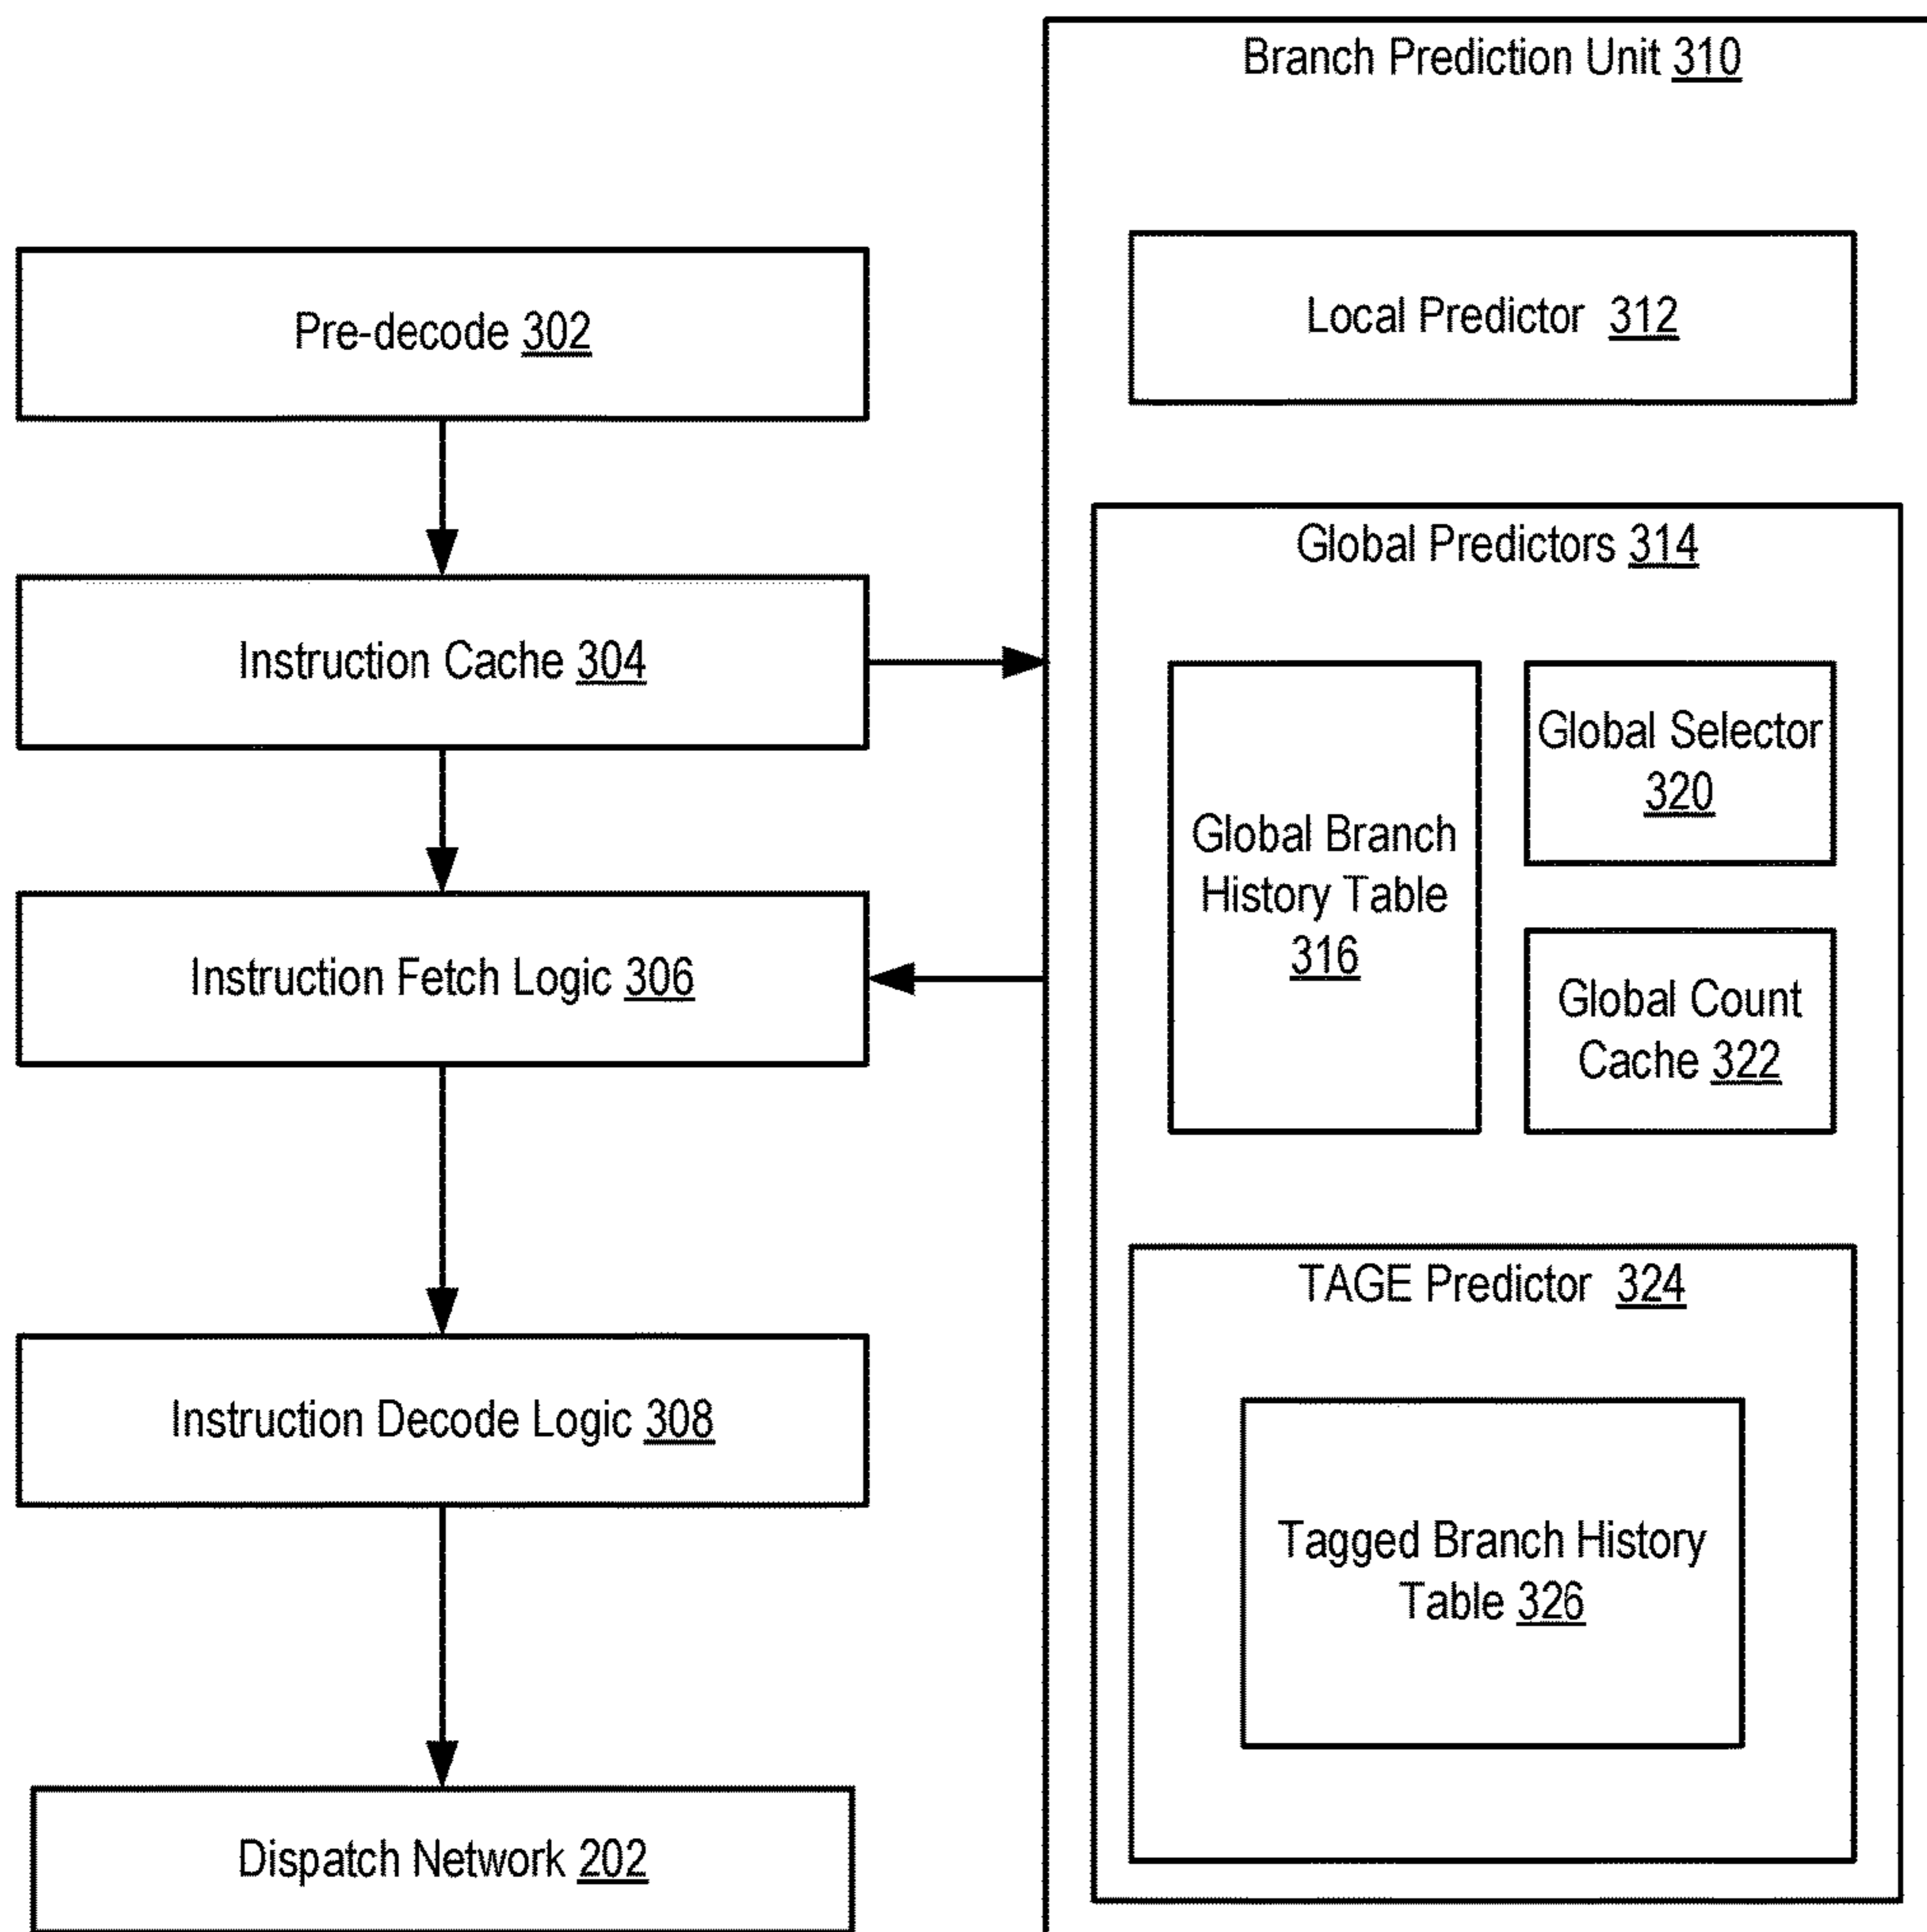 Branch Prediction Unit 310
Pre-decode 302
Local Predictor 312
Instruction Cache 304
Global Predictors 314
Global Branch
History Table
316
Global Selector
320
Global Count
Cache 322
Instruction Fetch Logic 306
TAGE Predictor 324
Instruction Decode Logic 308
Tagged Branch History
Table 326
Dispatch Network 202